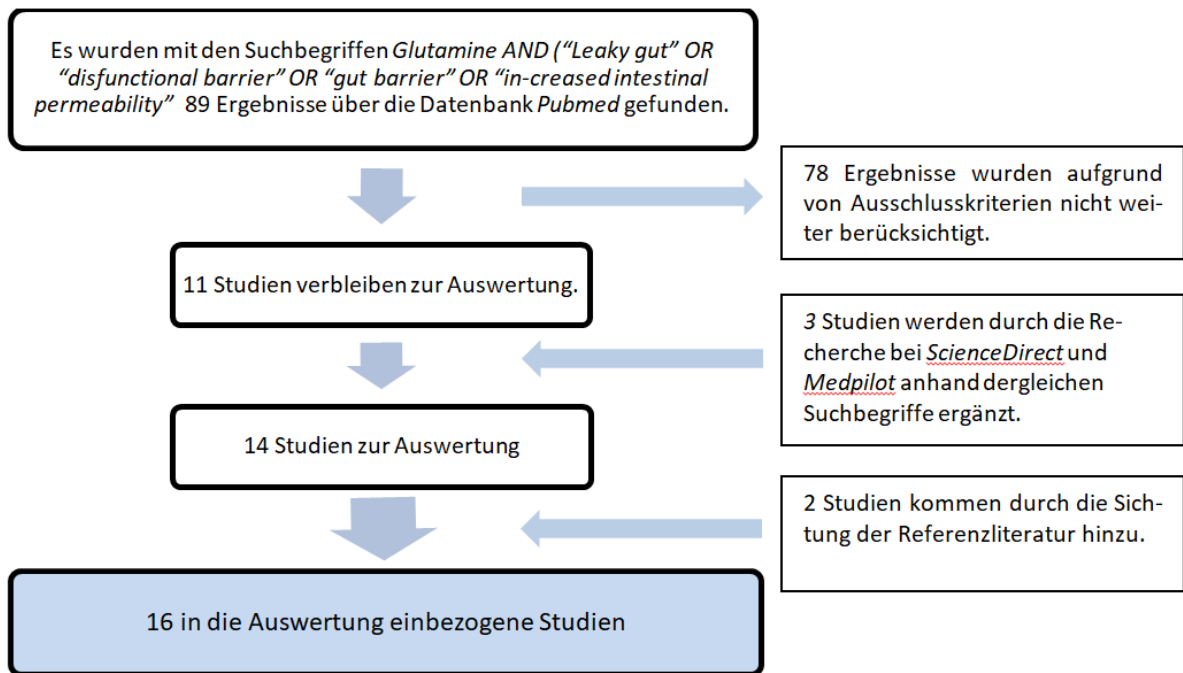 Es wurden mit den Suchbegriffen Glutamine AND (“Leaky gut” OR
“disfunctional barrier” OR “gut barrier” OR “in-creased intestinal
permeability”  89 Ergebnisse über die Datenbank Pubmed gefunden.
78 Ergebnisse wurden aufgrund
von Ausschlusskriterien nicht wei-
ter berücksichtigt.
11 Studien verbleiben zur Auswertung.
3 Studien werden durch die Re-
cherche bei ScienceDirect und
Medpilot anhand dergleichen
Suchbegriffe ergänzt.
14 Studien zur Auswertung
2 Studien kommen durch die Sich-
tung der Referenzliteratur hinzu.
16 in die Auswertung einbezogene Studien